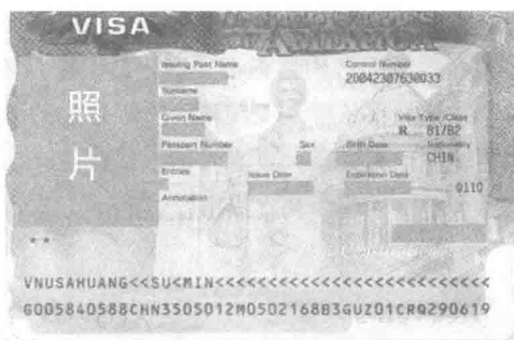 VISA
Issuing Post Name
Control Number
20042307630033
Surname
照
Given Name
Visa Type /Class
R B1/B2
片
Passport Number
Sex
Birth Date
Nationality
CHIN
Entries
Issue Date
Expiration Date
0110
Annotation
**
VNUSAHUANG<<SU<MIN<<<<<<<<<<<<<<<<<<<<<<<<<<
G005840588CHN3505012M0502168B3GUZ01CRQ290619